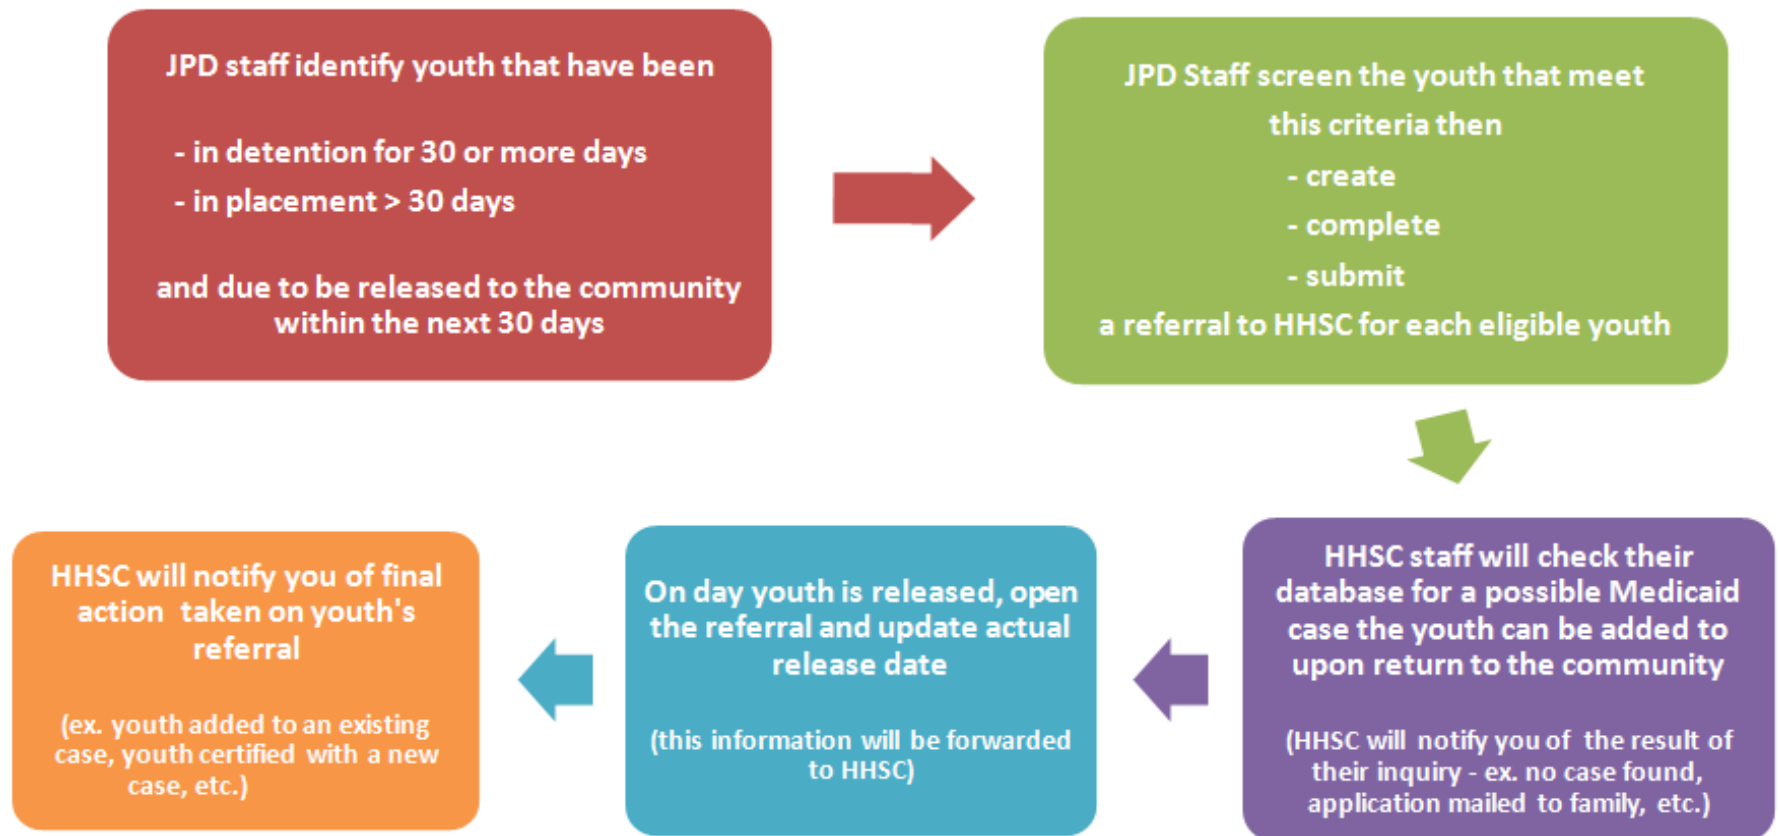 JPD staff identify youth that have been
- in detention for 30 or more days
- in placement > 30 days
and due to be released to the community
within the next 30 days
JPD Staff screen the youth that meet
this criteria then
- create
- complete
- submit
a referral to HHSC for each eligible youth
HHSC staff will check their
database for a possible Medicaid
case the youth can be added to
upon return to the community
(HHSC will notify you of the result of
their inquiry - ex. no case found,
application mailed to family, etc.)
On day youth is released, open
the referral and update actual
release date
(this information will be forwarded
to HHSC)
HHSC will notify you of final
action taken on youth's
referral
(ex. youth added to an existing
case, youth certified with a new
case, etc.)